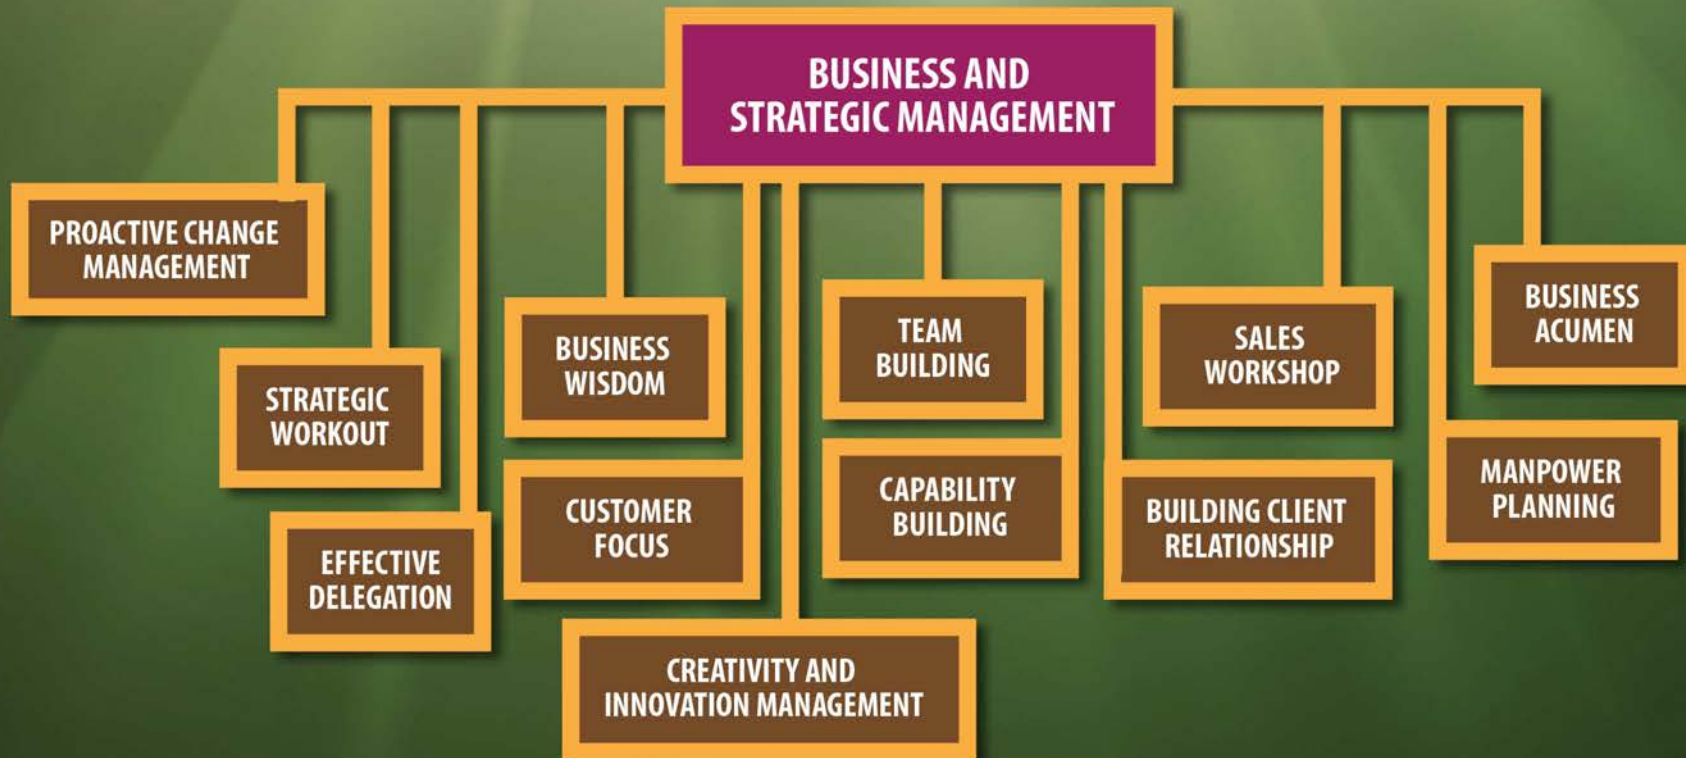 BUSINESS AND
STRATEGIC MANAGEMENT
PROACTIVE CHANGE
MANAGEMENT
STRATEGIC
WORKOUT
EFFECTIVE
DELEGATION
BUSINESS
WISDOM
CUSTOMER
FOCUS
CREATIVITY AND
INNOVATION MANAGEMENT
TEAM
BUILDING
CAPABILITY
BUILDING
BUILDING CLIENT
RELATIONSHIP
SALES
WORKSHOP
MANPOWER
PLANNING
BUSINESS
ACUMEN